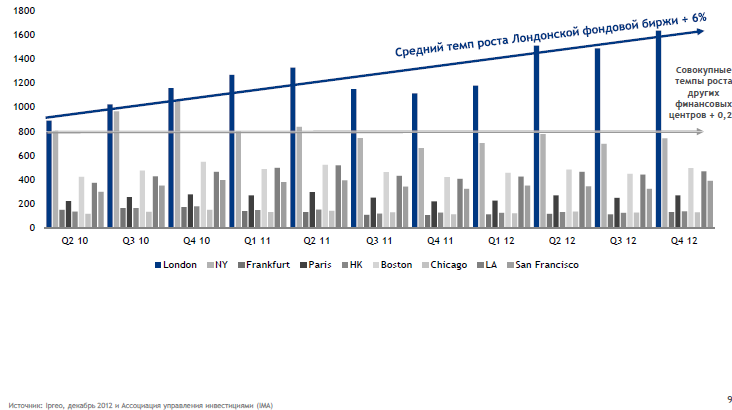 1800
1600
1400
1200
1000
800
600
400
200
0
Средний темп роста Лондонской фондовой биржи + 6%
Совокупные
темпы роста
других
финансовых
центров + 0,2
Q2 10 Q3 10 Q4 10 Q1 11 Q2 11 Q3 11 Q4 11 Q1 12 Q2 12 Q3 12 Q4 12
London NY Frankfurt Paris HK Boston Chicago LA San Francisco
Источник: Ipreo, декабрь 2012 и Ассоциация управления инвестициями (IMA)
9